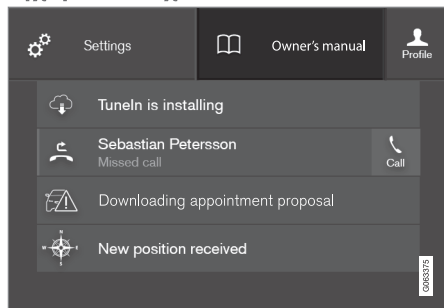 Settings
Owner's manual
Profile
TuneIn is installing
Sebastian Petersson
Missed call
Call
Downloading appointment proposal
New position received
G063375